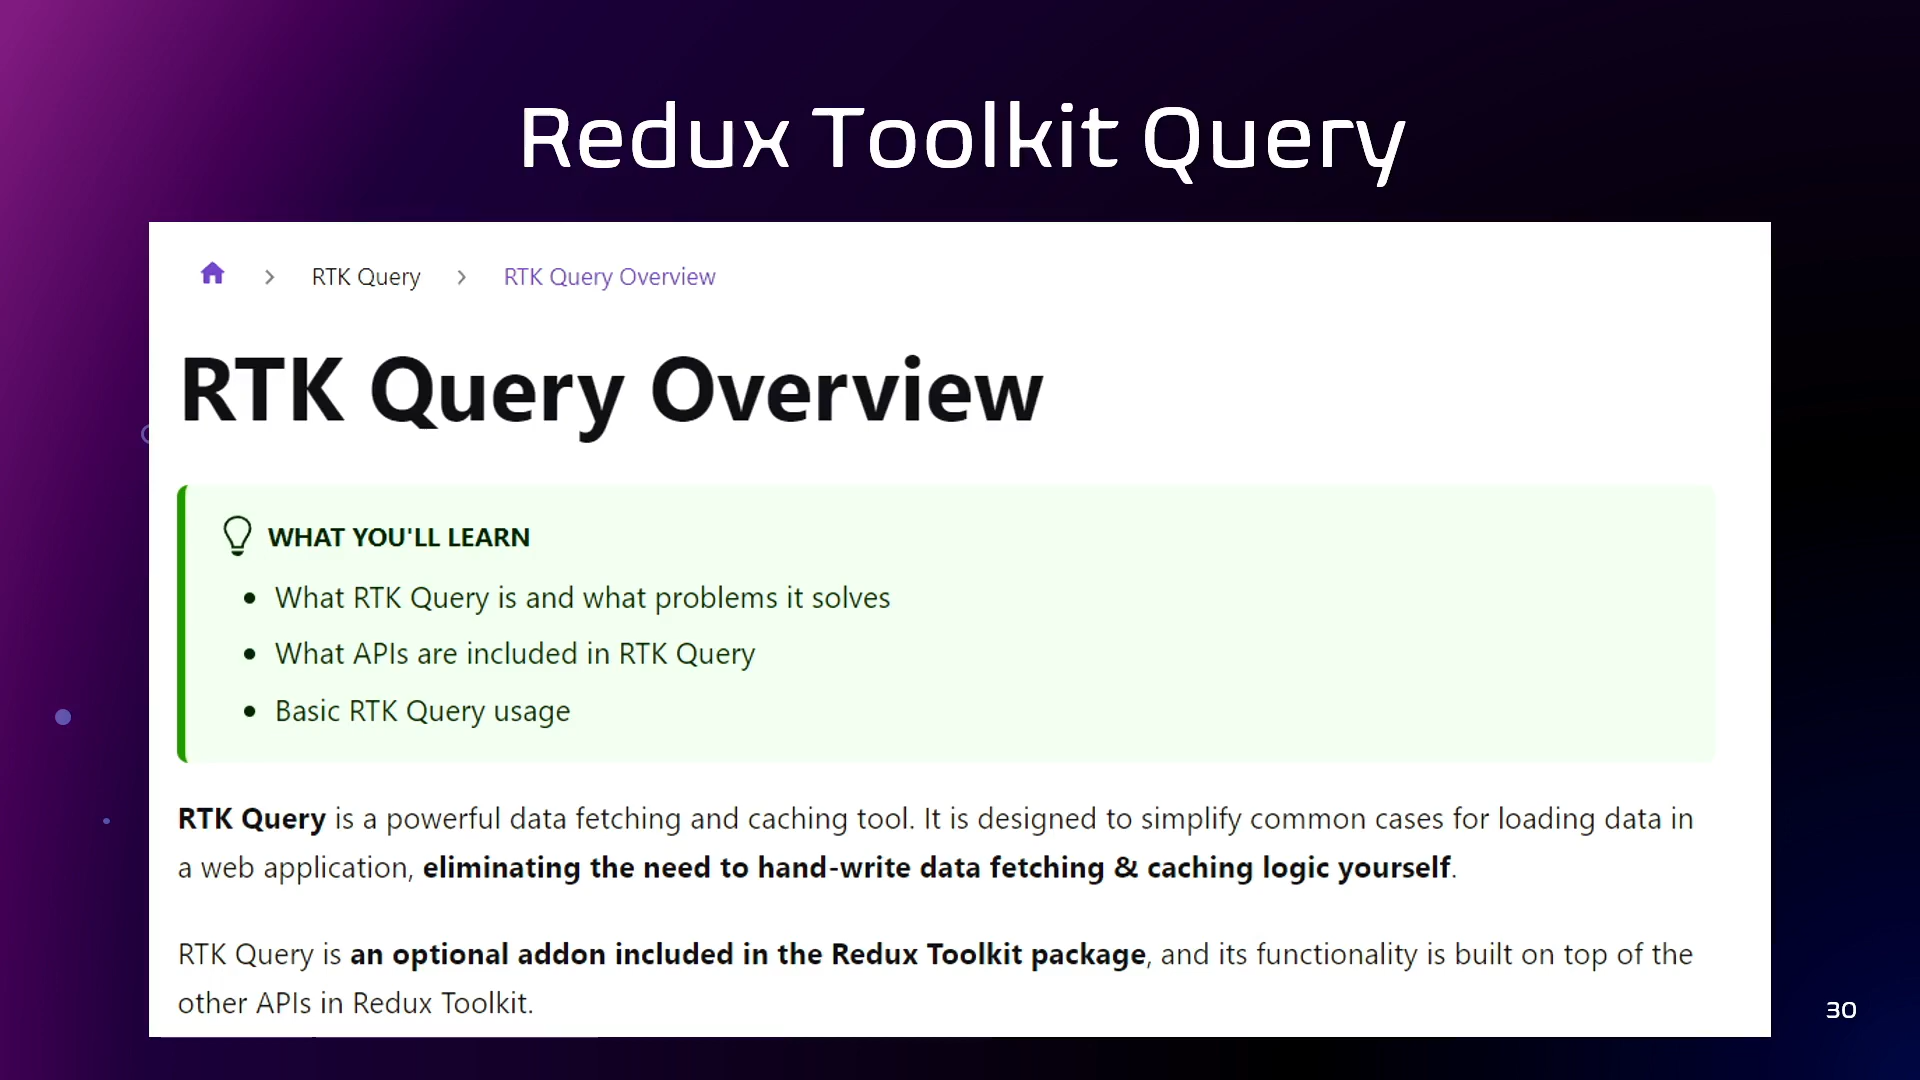 Redux Toolkit Query
RTK Query
RTK Query Overview
RTK Query Overview
WHAT YOU'LL LEARN
What RTK Query is and what problems it solves
What APIs are included in RTK Query
Basic RTK Query usage
RTK Query is a powerful data fetching and caching tool. It is designed to simplify common cases for loading data in
a web application, eliminating the need to hand-write data fetching & caching logic yourself.
RTK Query is an optional addon included in the Redux Toolkit package, and its functionality is built on top of the
other APIs in Redux Toolkit.
30